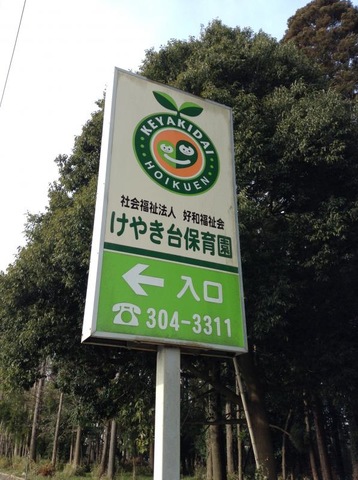 KEYAKIDAI
HOIKUEN
社会福祉法人 好和福祉会
けやき台保育園
← 入口
☎ 304-3311